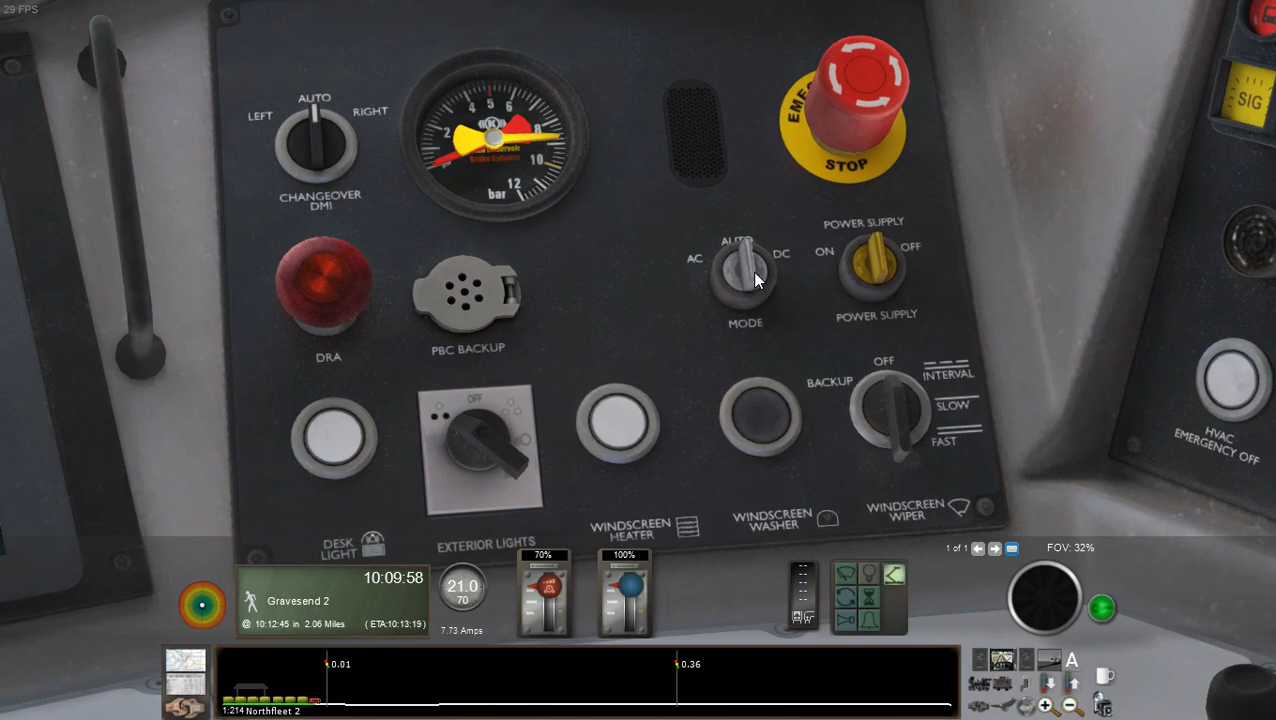 29 FPS
LEFT AUTO RIGHT
CHANGEOVER
DMI
2 4 5 6 8 10 12
bar
STOP
SIG
POWER SUPPLY
AC AUTO DC
ON OFF
MODE
POWER SUPPLY
DRA
PBC BACKUP
OFF
BACKUP
OFF
INTERVAL
SLOW
FAST
HVAC
EMERGENCY OFF
DESK
LIGHT
EXTERIOR LIGHTS
WINDSCREEN
HEATER
WINDSCREEN
WASHER
WINDSCREEN
WIPER
1 of 1
FOV: 32%
70%
100%
10:09:58
Gravesend 2
@ 10:12:45 in 2.06 Miles ( ETA:10:13:19 )
21.0
70
7.73 Amps
0.01
0.36
A
1:214 Northfleet 2